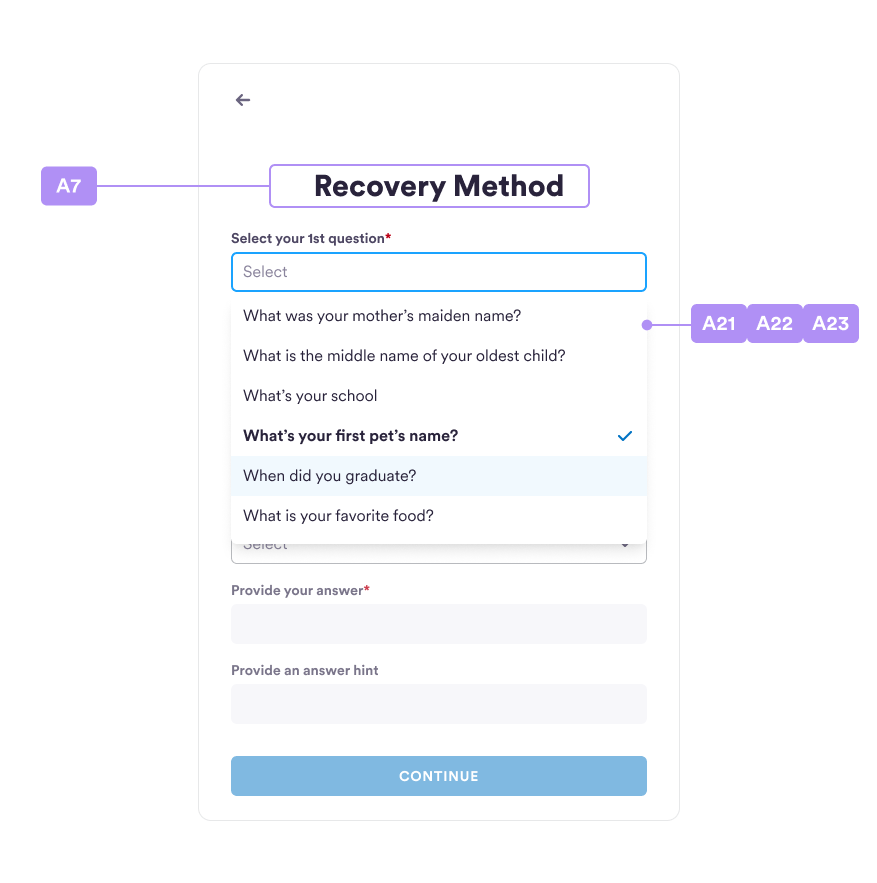 A7
Recovery Method
Select your 1st question*
Select
What was your mother’s maiden name?
A21 A22 A23
What is the middle name of your oldest child?
What’s your school
What’s your first pet’s name?
When did you graduate?
What is your favorite food?
Select
Provide your answer*
Provide an answer hint
CONTINUE